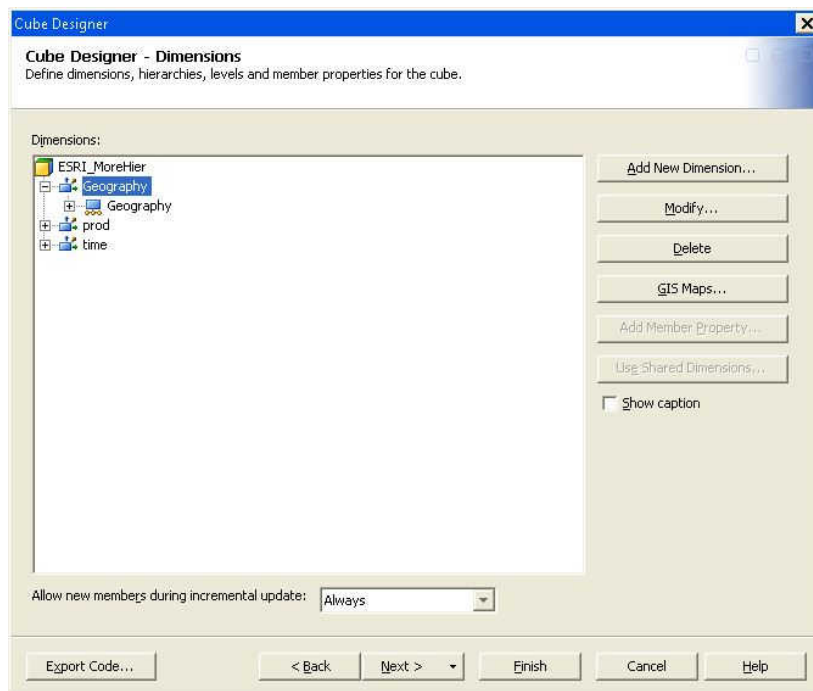 Cube Designer
Cube Designer - Dimensions
Define dimensions, hierarchies, levels and member properties for the cube.
Dimensions:
ESRI_MoreHier
Geography
Geography
prod
time
Add New Dimension...
Modify...
Delete
GIS Maps...
Add Member Property...
Use Shared Dimensions...
Show caption
Allow new members during incremental update: Always
Export Code...
< Back
Next >
Finish
Cancel
Help